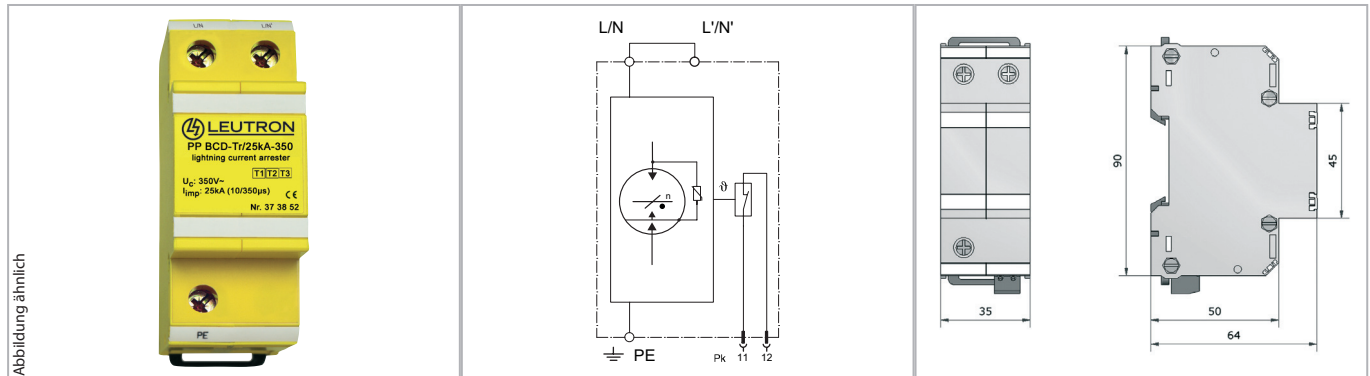 Abbildung ähnlich
L/N
L/N'
LEUTRON
PP BCD-Tr/25kA-350
lightning current arrester
T1 T2 T3
UC: 350V~
Iimp: 25kA (10/350µs)
CE
Nr. 37 38 52
PE
L/N
L'/N'
n
ϑ
PE
Pk 11 12
90
45
35
50
64